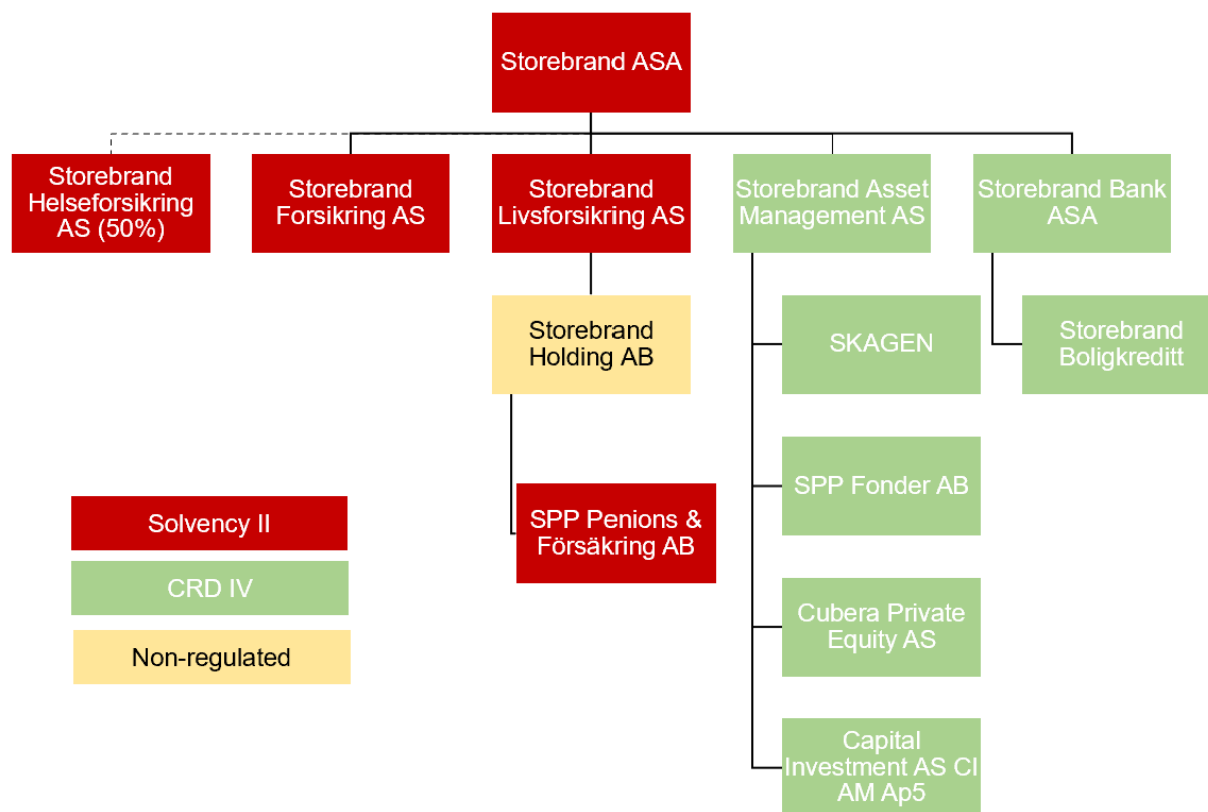 Storebrand ASA
Storebrand
Helseforsikring
AS (50%)
Storebrand
Forsikring AS
Storebrand
Livsforsikring AS
Storebrand Asset
Management AS
Storebrand Bank
ASA
Storebrand
Holding AB
SKAGEN
Storebrand
Boligkreditt
SPP Fonder AB
SPP Penions &
Försäkring AB
Cubera Private
Equity AS
Capital
Investment AS CI
AM Ap5
Solvency II
CRD IV
Non-regulated